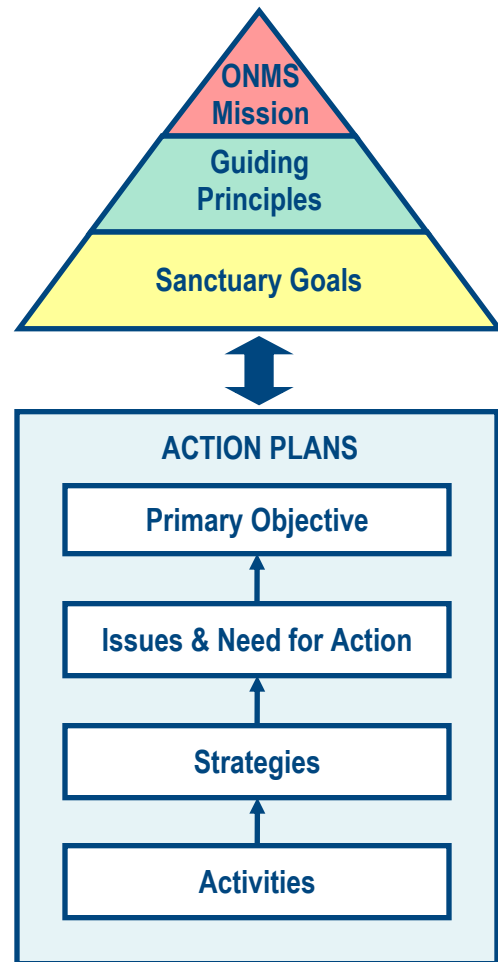 ONMS
Mission
Guiding
Principles
Sanctuary Goals
ACTION PLANS
Primary Objective
Issues & Need for Action
Strategies
Activities